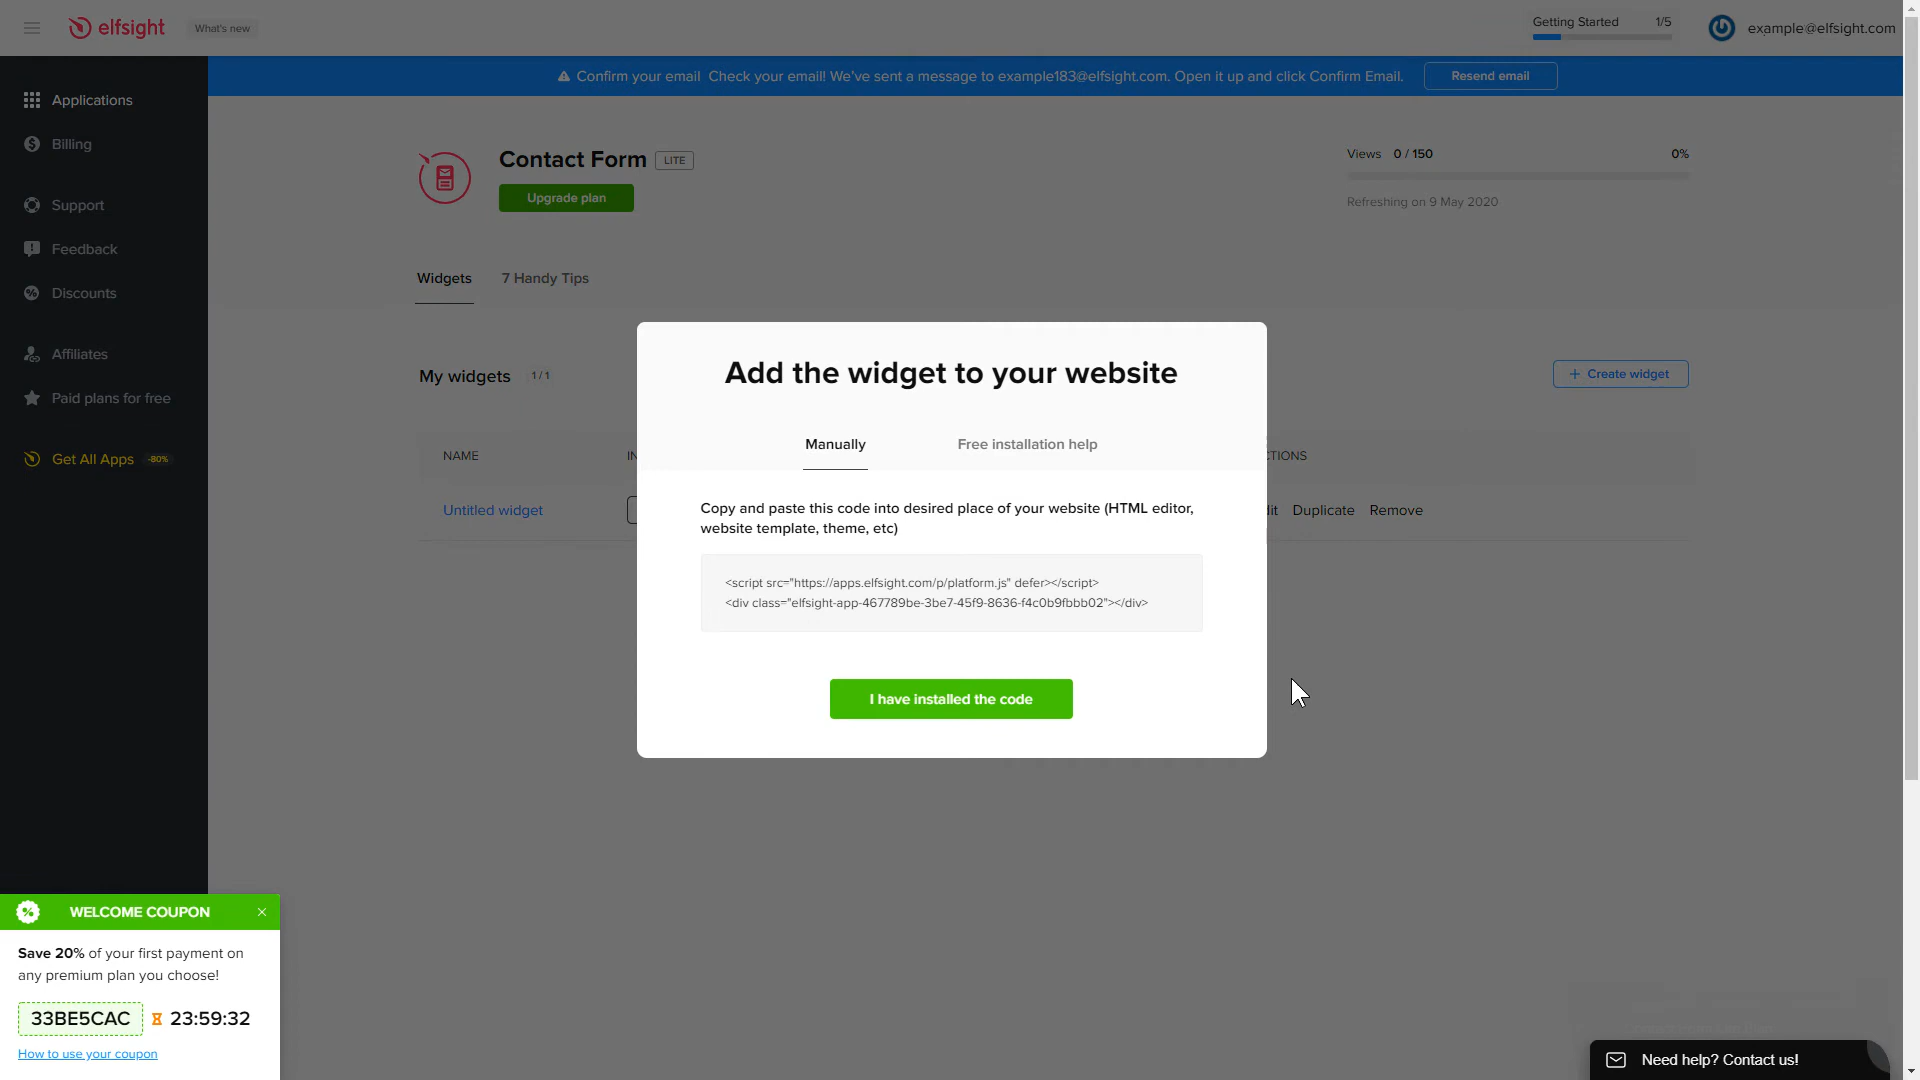 elfsight
What's new
Getting Started 1/5
example@elfsight.com
Confirm your email Check your email! We've sent a message to example183@elfsight.com. Open it up and click Confirm Email.
Resend email
Applications
Billing
Support
Feedback
Discounts
Affiliates
Paid plans for free
Get All Apps -80%
Contact Form LITE
Upgrade plan
Views 0 / 150 0%
Refreshing on 9 May 2020
Widgets 7 Handy Tips
My widgets 1 / 1
+ Create widget
NAME
Untitled widget
Duplicate Remove
Add the widget to your website
Manually Free installation help
Copy and paste this code into desired place of your website (HTML editor,
website template, theme, etc)
<script src="https://apps.elfsight.com/p/platform.js" defer></script>
<div class="elfsight-app-467789be-3be7-45f9-8636-f4c0b9fbbb02"></div>
I have installed the code
WELCOME COUPON
Save 20% of your first payment on
any premium plan you choose!
33BE5CAC 23:59:32
How to use your coupon
Need help? Contact us!